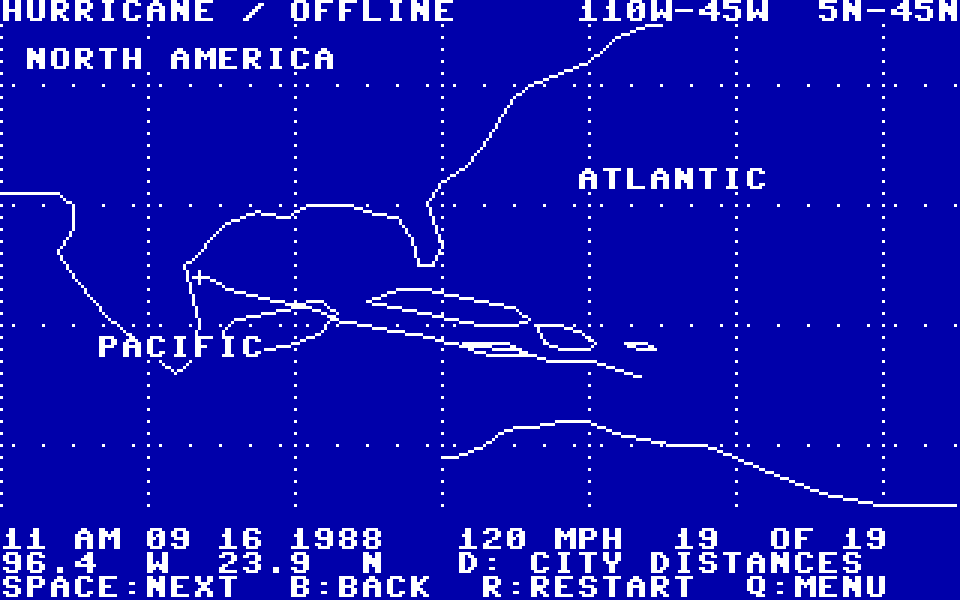 HURRICANE / OFFLINE 110W-45W 5N-45N
NORTH AMERICA
ATLANTIC
PACIFIC
11 AM 09 16 1988 120 MPH 19 OF 19
96.4 W 23.9 N D: CITY DISTANCES
SPACE:NEXT B:BACK R:RESTART Q:MENU